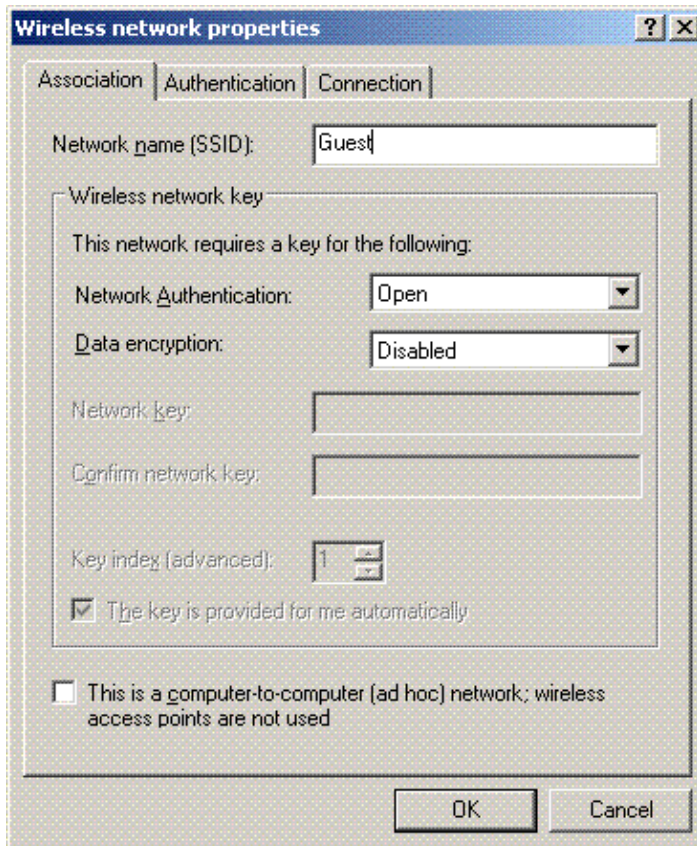 Wireless network properties
Association Authentication Connection
Network name (SSID): Guest
Wireless network key
This network requires a key for the following:
Network Authentication: Open
Data encryption: Disabled
Network key:
Confirm network key:
Key index (advanced): 1
The key is provided for me automatically
This is a computer-to-computer (ad hoc) network; wireless
access points are not used
OK Cancel